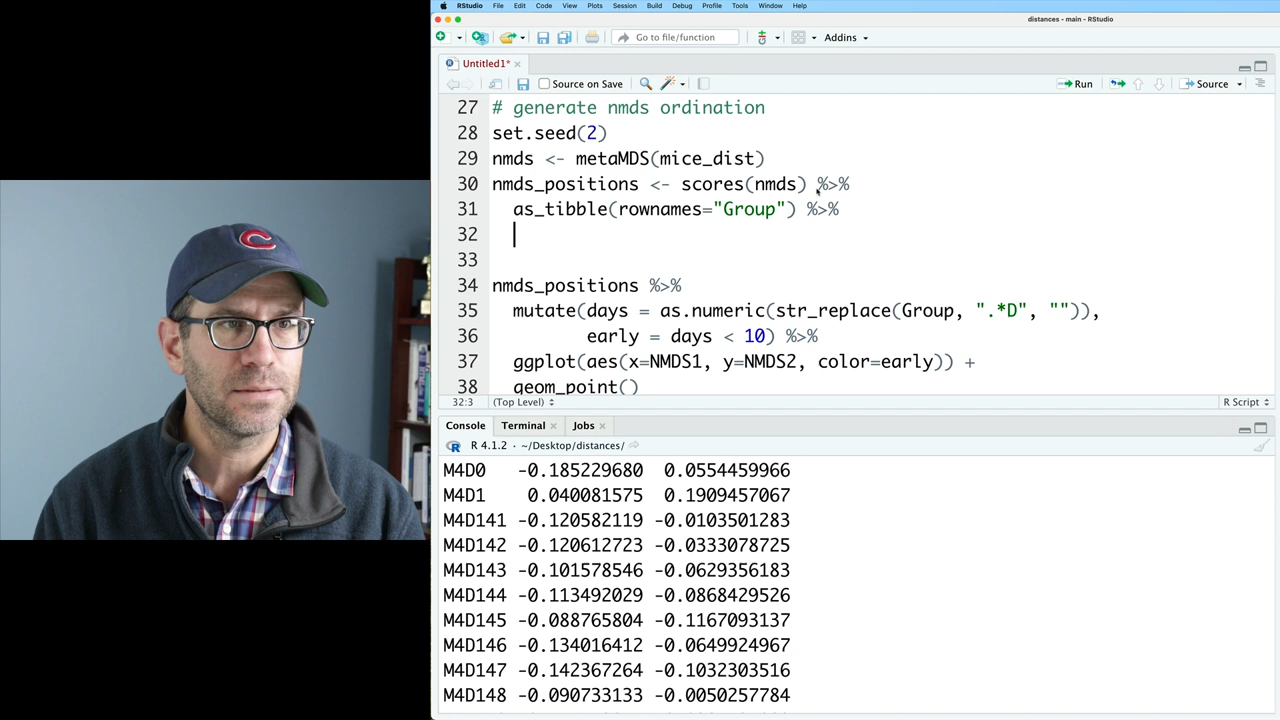 RStudio File Edit Code View Plots Session Build Debug Profile Tools Window Help
distances - main - RStudio
Go to file/function
Addins
Untitled1*
Source on Save
Run
Source
27 # generate nmds ordination
28 set.seed(2)
29 nmds <- metaMDS(mice_dist)
30 nmds_positions <- scores(nmds) %>%
31 as_tibble(rownames="Group") %>%
32
33
34 nmds_positions %>%
35 mutate(days = as.numeric(str_replace(Group, ".*D", "")),
36 early = days < 10) %>%
37 ggplot(aes(x=NMDS1, y=NMDS2, color=early)) +
38 geom_point()
32:3 (Top Level) R Script
Console Terminal Jobs
R 4.1.2 · ~/Desktop/distances/
M4D0 -0.185229680 0.0554459966
M4D1 0.040081575 0.1909457067
M4D141 -0.120582119 -0.0103501283
M4D142 -0.120612723 -0.0333078725
M4D143 -0.101578546 -0.0629356183
M4D144 -0.113492029 -0.0868429526
M4D145 -0.088765804 -0.1167093137
M4D146 -0.134016412 -0.0649924967
M4D147 -0.142367264 -0.1032303516
M4D148 -0.090733133 -0.0050257784
C